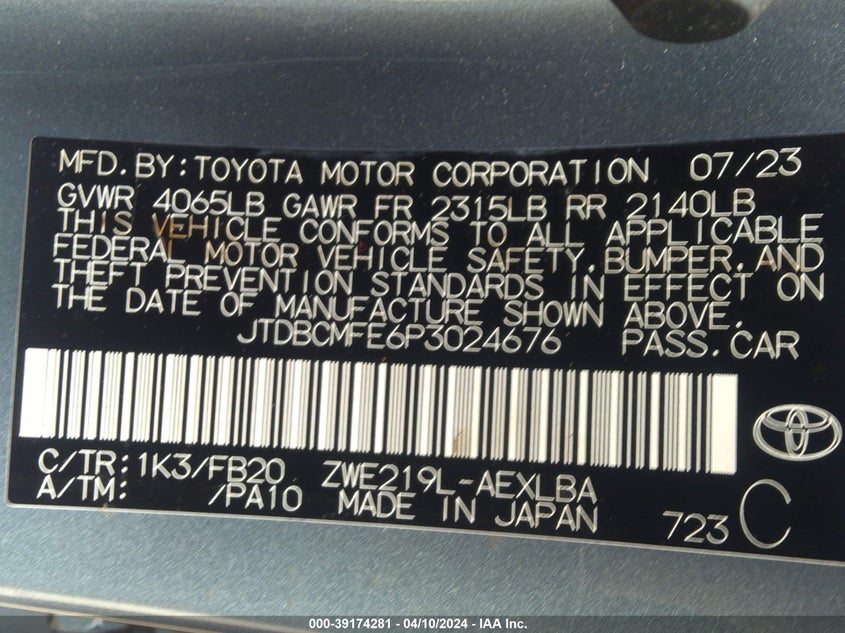 MFD.BY:TOYOTA MOTOR CORPORATION 07/23
GVWR 4065LB GAWR FR 2315LB RR 2140LB
THIS VEHICLE CONFORMS TO ALL APPLICABLE
FEDERAL MOTOR VEHICLE SAFETY,BUMPER,AND
THEFT PREVENTION STANDARDS IN EFFECT ON
THE DATE OF MANUFACTURE SHOWN ABOVE.
JTDBCMFE6P3024676 PASS.CAR
C/TR:1K3/FB20 ZWE219L-AEXLBA
A/TM: /PA10 MADE IN JAPAN 723 C
000-39174281 - 04/10/2024 - IAA Inc.